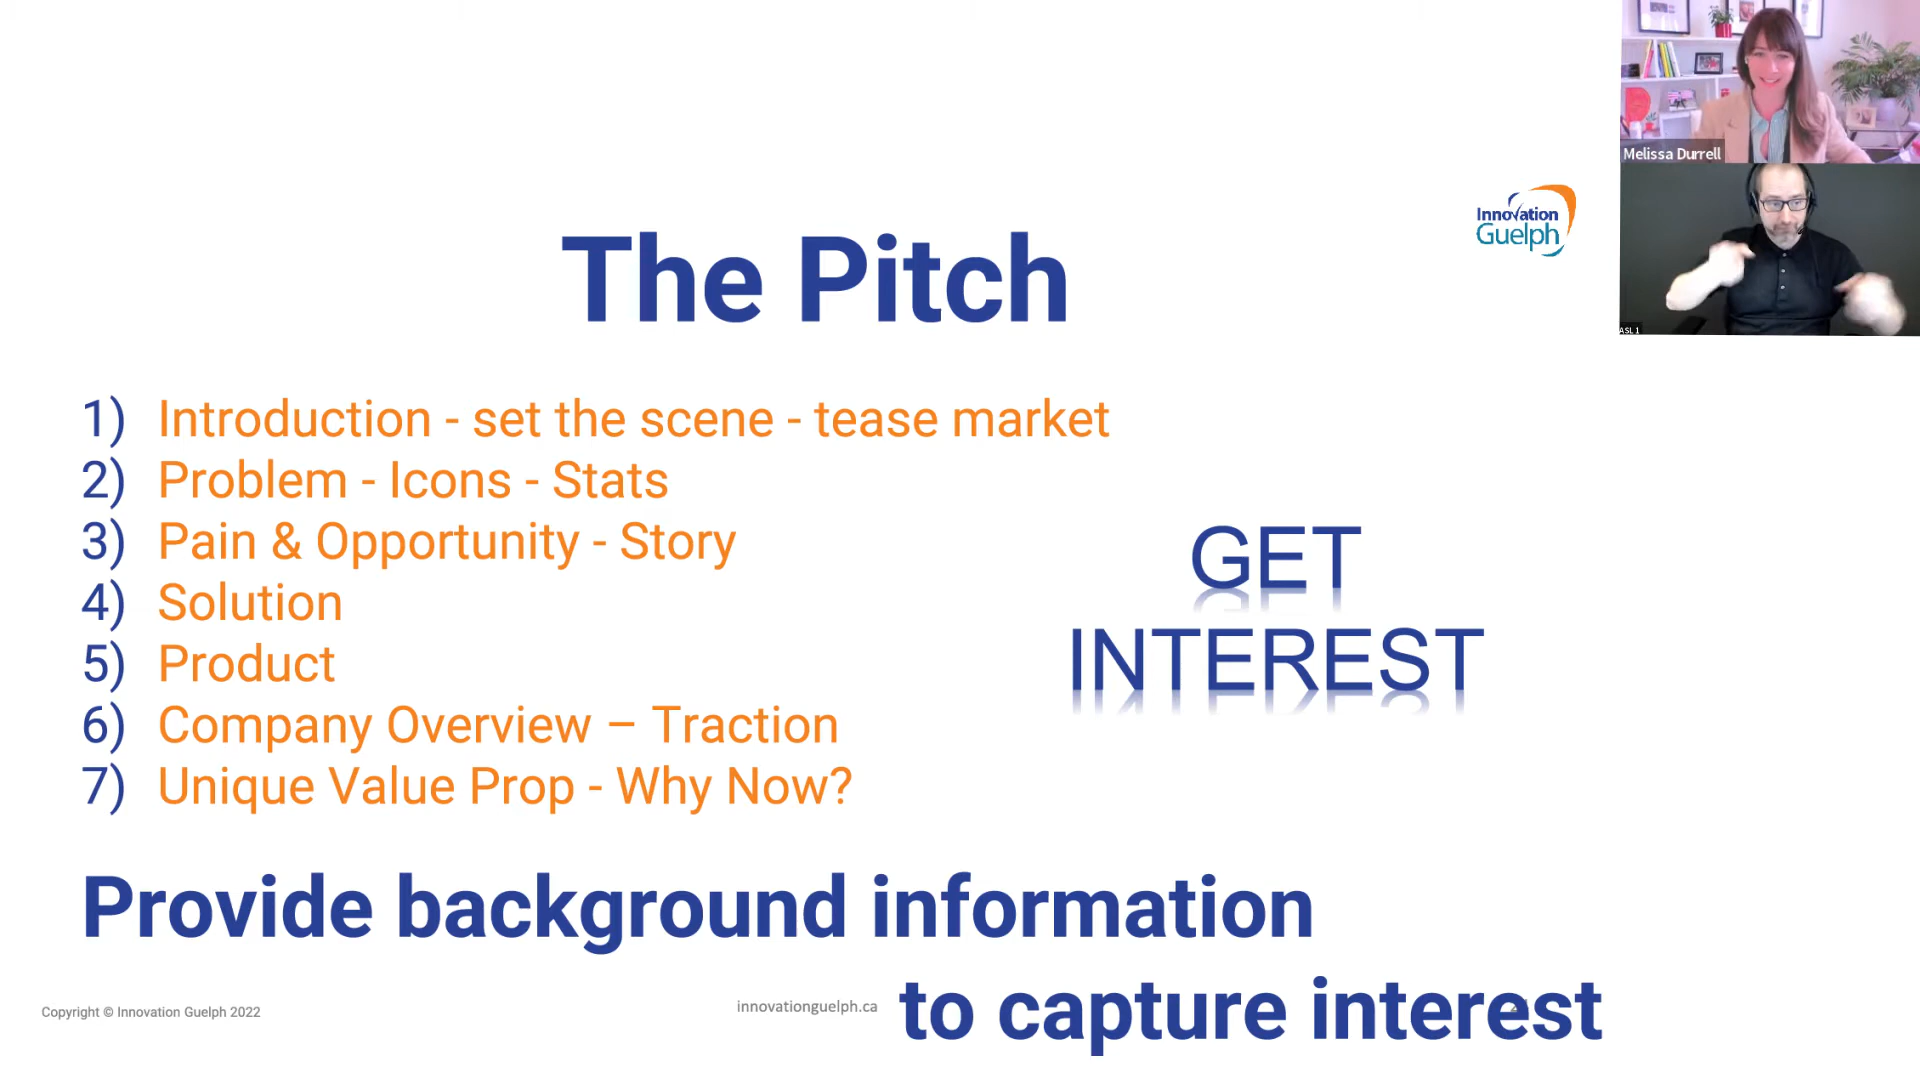 Melissa Durrell
Innovation
Guelph
ASL 1
The Pitch
1) Introduction - set the scene - tease market
2) Problem - Icons - Stats
3) Pain & Opportunity - Story
4) Solution
5) Product
6) Company Overview – Traction
7) Unique Value Prop - Why Now?
GET
INTEREST
Provide background information
to capture interest
Copyright © Innovation Guelph 2022
innovationguelph.ca